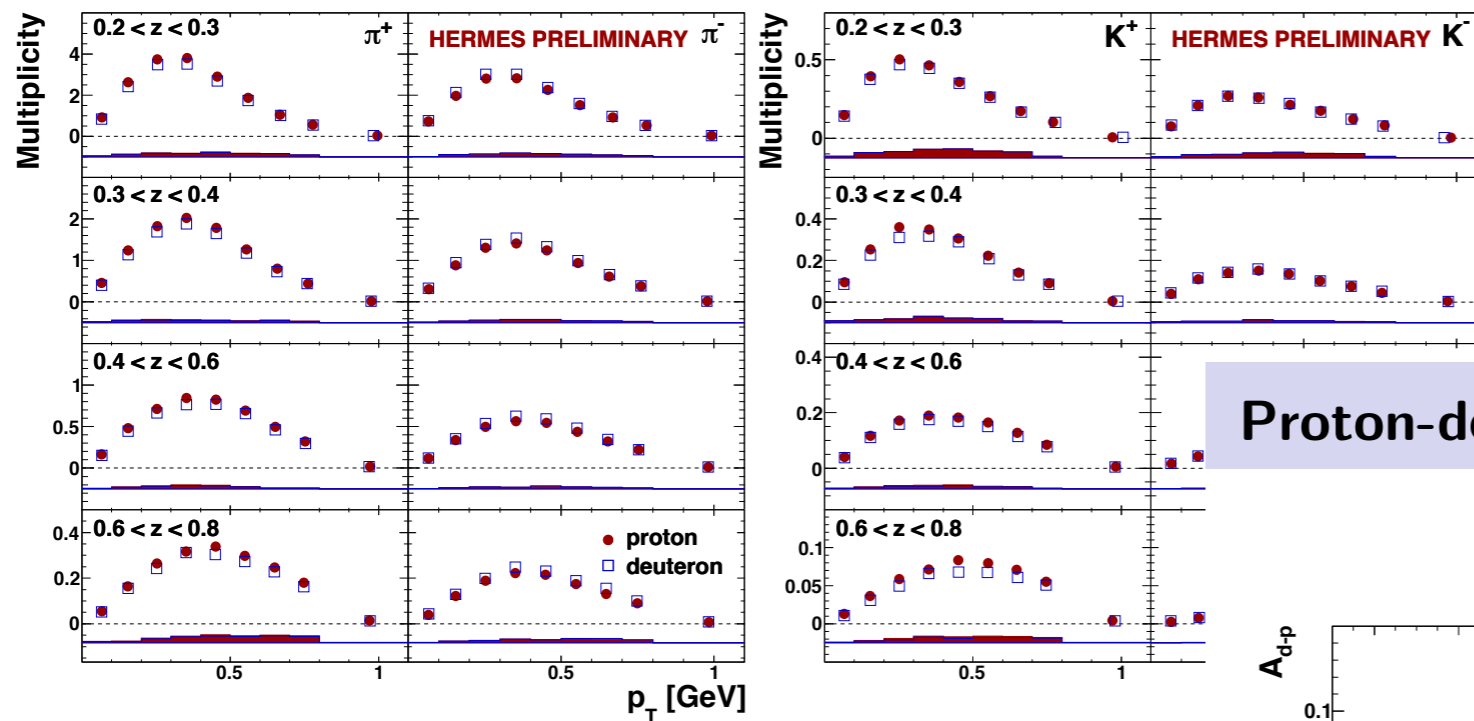 Multiplicity
0.2 < z < 0.3
π+
HERMES PRELIMINARY π-
4
2
0
0.3 < z < 0.4
2
1
0
0.4 < z < 0.6
1
0.5
0
0.6 < z < 0.8
0.4
0.2
0
proton
deuteron
0.5
1
0.5
1
pT [GeV]
Multiplicity
K+
HERMES PRELIMINARY K-
0.2 < z < 0.3
0.5
0
0.3 < z < 0.4
0.4
0.2
0
0.4 < z < 0.6
0.4
0.2
0
0.6 < z < 0.8
0.1
0.05
0
0.5
1
Proton-de
Ad-p
0.1